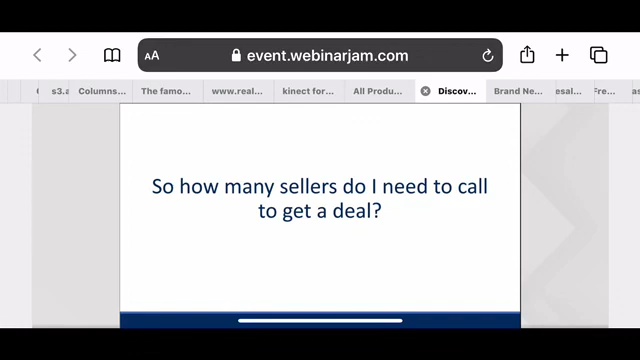 AA event.webinarjam.com
s3.a Columns... The famo... www.real... kinect for... All Produ... Discov... Brand Ne... esal... Fre...
So how many sellers do I need to call
to get a deal?